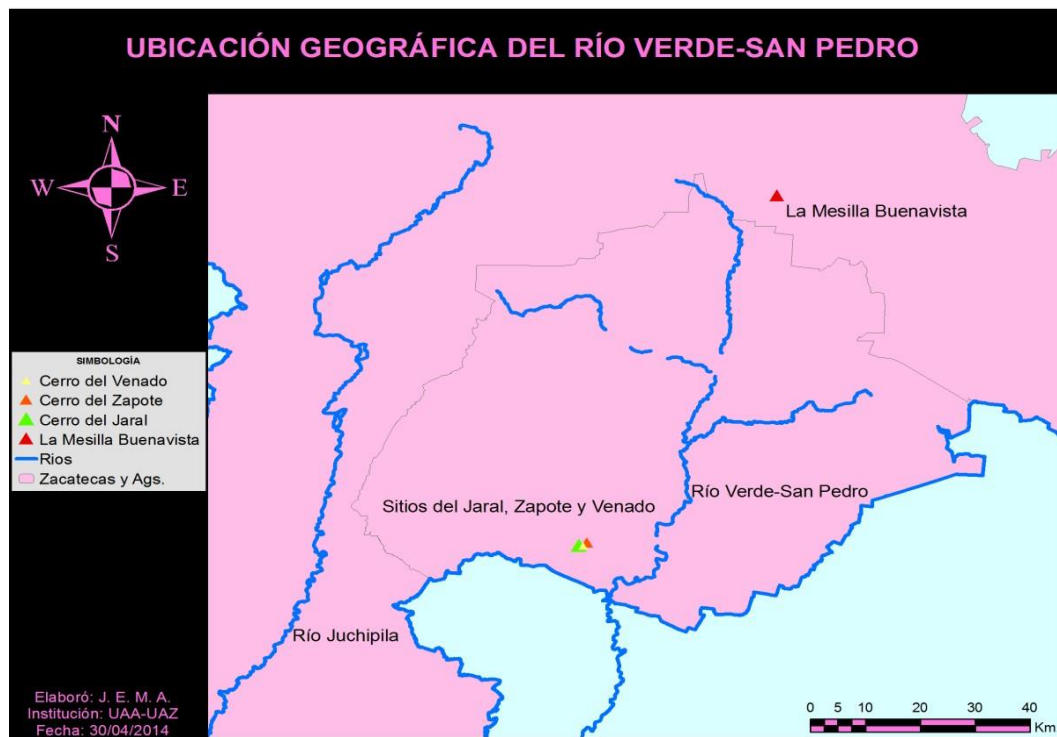 UBICACIÓN GEOGRÁFICA DEL RÍO VERDE-SAN PEDRO
N
W
E
S
La Mesilla Buenavista
SIMBOLOGÍA
Cerro del Venado
Cerro del Zapote
Cerro del Jaral
La Mesilla Buenavista
Rios
Zacatecas y Ags.
Río Verde-San Pedro
Sitios del Jaral, Zapote y Venado
Río Juchipila
Elaboró: J. E. M. A.
Institución: UAA-UAZ
Fecha: 30/04/2014
0 5 10 20 30 40
Km